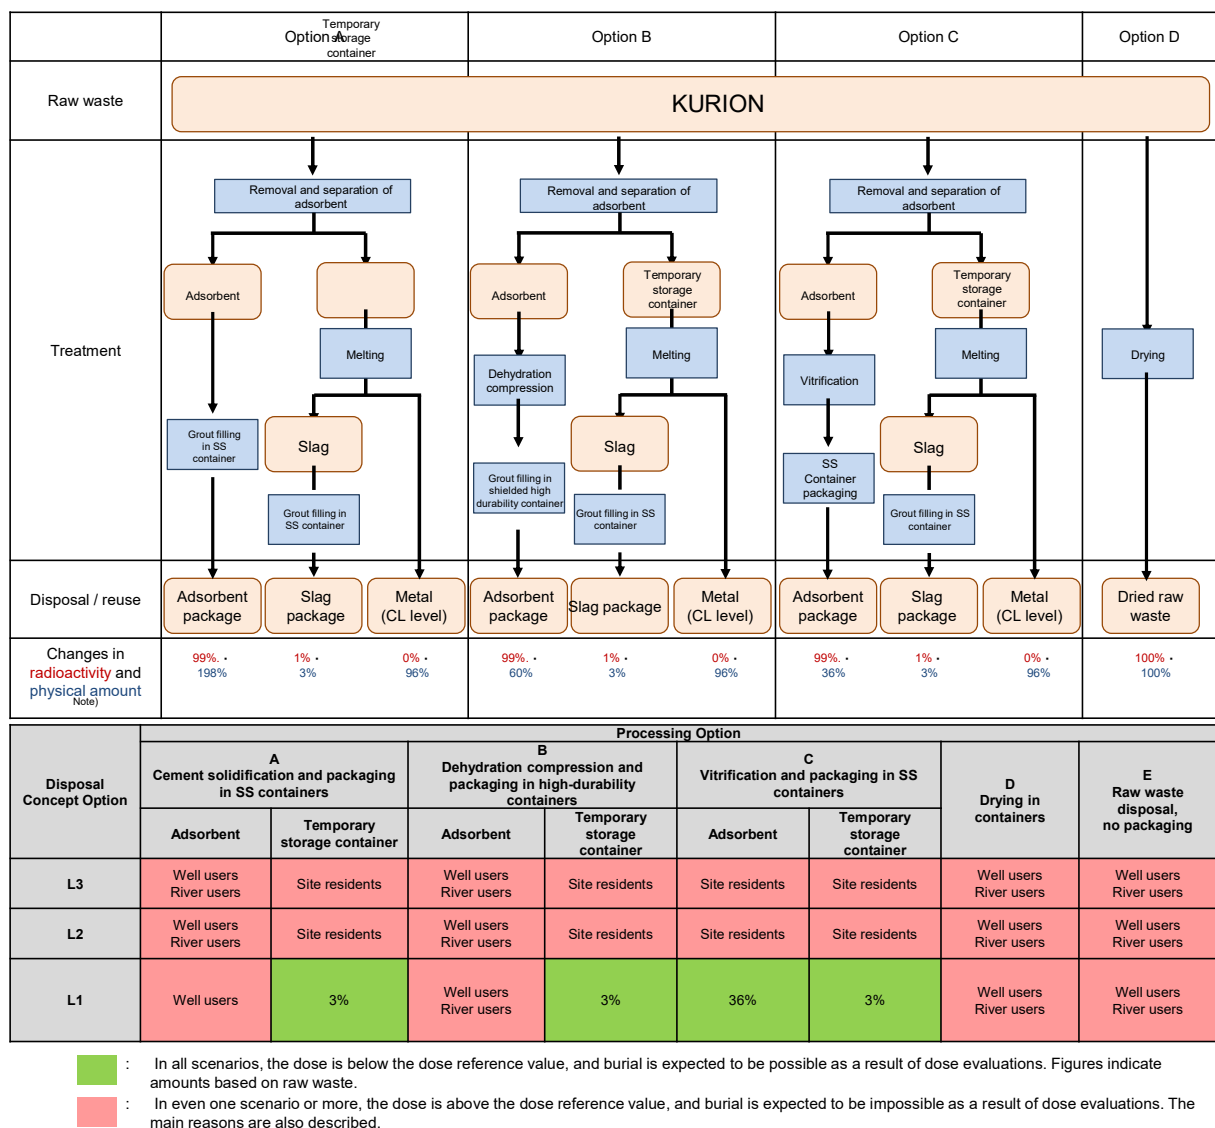 Option A
Temporary
storage
container
Option B
Option C
Option D
Raw waste
KURION
Treatment
Removal and separation of
adsorbent
Removal and separation of
adsorbent
Removal and separation of
adsorbent
Adsorbent
Adsorbent
Temporary
storage
container
Adsorbent
Temporary
storage
container
Melting
Dehydration
compression
Melting
Vitrification
Melting
Drying
Grout filling
in SS
container
Slag
Grout filling in
shielded high
durability container
Slag
SS
Container
packaging
Slag
Grout filling in
SS container
Grout filling in SS
container
Grout filling in SS
container
Disposal / reuse
Adsorbent
package
Slag
package
Metal
(CL level)
Adsorbent
package
Slag package
Metal
(CL level)
Adsorbent
package
Slag
package
Metal
(CL level)
Dried raw
waste
Changes in
radioactivity and
physical amount
Note)
99%. •
198%
1% •
3%
0% •
96%
99%. •
60%
1% •
3%
0% •
96%
99%. •
36%
1% •
3%
0% •
96%
100% •
100%
Disposal
Concept Option
Processing Option
A
Cement solidification and packaging
in SS containers
B
Dehydration compression and
packaging in high-durability
containers
C
Vitrification and packaging in SS
containers
D
Drying in
containers
E
Raw waste
disposal,
no packaging
Adsorbent
Temporary
storage container
Adsorbent
Temporary
storage
container
Adsorbent
Temporary
storage
container
L3
Well users
River users
Site residents
Well users
River users
Site residents
Site residents
Site residents
Well users
River users
Well users
River users
L2
Well users
River users
Site residents
Well users
River users
Site residents
Site residents
Site residents
Well users
River users
Well users
River users
L1
Well users
3%
Well users
River users
3%
36%
3%
Well users
River users
Well users
River users
: In all scenarios, the dose is below the dose reference value, and burial is expected to be possible as a result of dose evaluations. Figures indicate
amounts based on raw waste.
: In even one scenario or more, the dose is above the dose reference value, and burial is expected to be impossible as a result of dose evaluations. The
main reasons are also described.